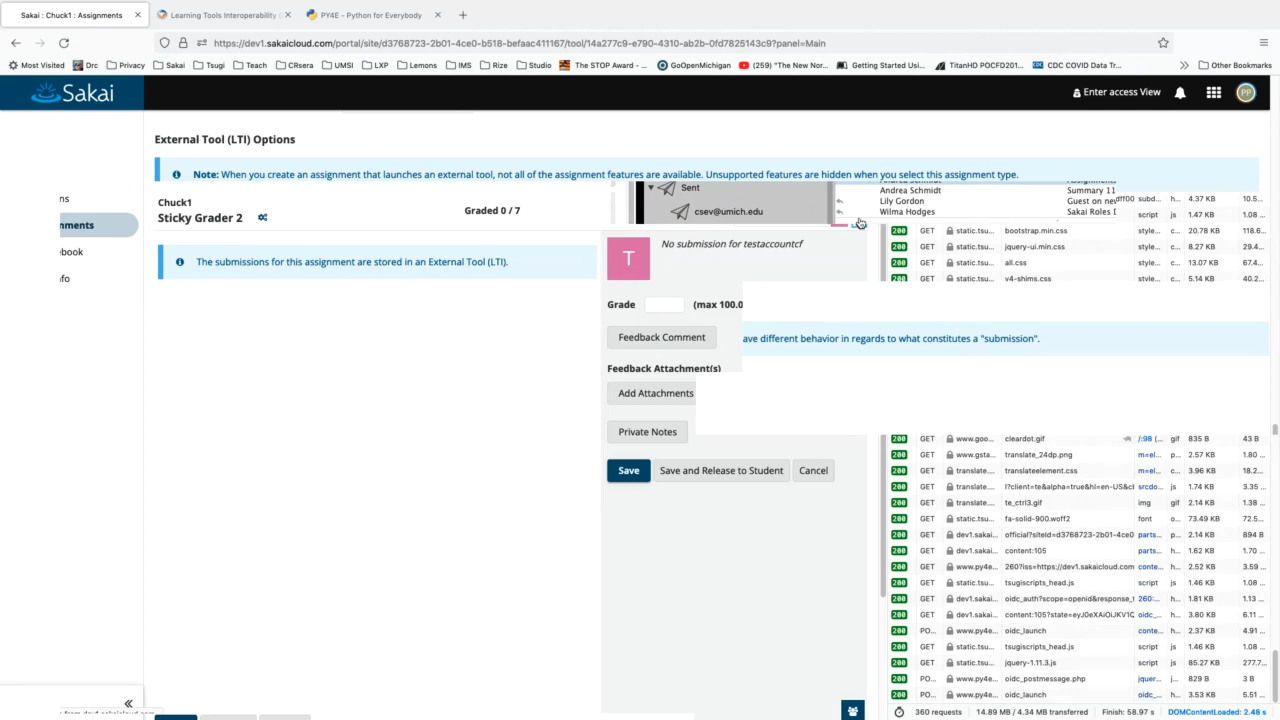 Sakai : Chuck1 : Assignments
Learning Tools Interoperability
PY4E - Python for Everybody
https://dev1.sakaicloud.com/portal/site/d3768723-2b01-4ce0-b518-befaac411167/tool/14a277c9-e790-4310-ab2b-0fd7825143c9?panel=Main
Most Visited Drc Privacy Sakai Tsugi Teach CRsera UMSI LXP Lemons IMS Rize Studio The STOP Award - ... GoOpenMichigan (259) "The New Nor... Getting Started Usi... TitanHD POCFD201... CDC COVID Data Tr... Other Bookmarks
Sakai
Enter access View
PP
External Tool (LTI) Options
Note: When you create an assignment that launches an external tool, not all of the assignment features are available. Unsupported features are hidden when you select this assignment type.
Sent
csev@umich.edu
Andrea Schmidt Summary 11
Lily Gordon Guest on
Wilma Hodges Sakai Roles
ns
nments
ebook
nfo
Chuck1
Sticky Grader 2
Graded 0 / 7
The submissions for this assignment are stored in an External Tool (LTI).
T
No submission for testaccountcf
Grade (max 100.0
Feedback Comment
ave different behavior in regards to what constitutes a "submission".
Feedback Attachment(s)
Add Attachments
Private Notes
Save
Save and Release to Student
Cancel
dff00 subd... h... 4.37 KB 10.5...
script js 1.47 KB 1.08 ...
200 GET static.tsu... bootstrap.min.css style... c... 20.78 KB 118.6...
200 GET static.tsu... jquery-ui.min.css style... c... 8.27 KB 29.4...
200 GET static.tsu... all.css style... c... 13.07 KB 67.4...
200 GET static.tsu... v4-shims.css style... c... 5.14 KB 40.2...
200 GET www.goo... cleardot.gif /:98 (... gif 835 B 43 B
200 GET www.gsta... translate_24dp.png m=el... p... 2.57 KB 1.80 ...
200 GET translate.... translateelement.css m=el... c... 3.96 KB 18.2...
200 GET translate.... l?client=te&alpha=true&hl=en-US&cl srcdo... js 1.74 KB 3.35 ...
200 GET translate.... te_ctrl3.gif img gif 2.14 KB 1.38 ...
200 GET static.tsu... fa-solid-900.woff2 font o... 73.49 KB 72.5...
200 GET dev1.sakai... official?siteId=d3768723-2b01-4ce0 parts... p... 2.14 KB 894 B
200 GET dev1.sakai... content:105 parts... h... 1.62 KB 1.70 ...
200 GET www.py4e... 260?iss=https://dev1.sakaicloud.com conte... h... 2.52 KB 3.59 ...
200 GET static.tsu... tsugiscripts_head.js script js 1.46 KB 1.08 ...
200 GET dev1.sakai... oidc_auth?scope=openid&response_t 260:... h... 1.81 KB 1.13 ...
200 GET dev1.sakai... content:105?state=eyJ0eXAiOiJKV1Q oidc_... h... 3.80 KB 6.11 ...
200 PO... www.py4e... oidc_launch conte... h... 2.37 KB 4.91 ...
200 GET static.tsu... tsugiscripts_head.js script js 1.46 KB 1.08 ...
200 GET static.tsu... jquery-1.11.3.js script js 85.27 KB 277.7...
200 PO... www.py4e... oidc_postmessage.php jquer... j... 829 B 3 B
200 PO... www.py4e... oidc_launch oidc_... h... 3.53 KB 5.51 ...
360 requests 14.89 MB / 4.34 MB transferred Finish: 58.97 s DOMContentLoaded: 2.48 s